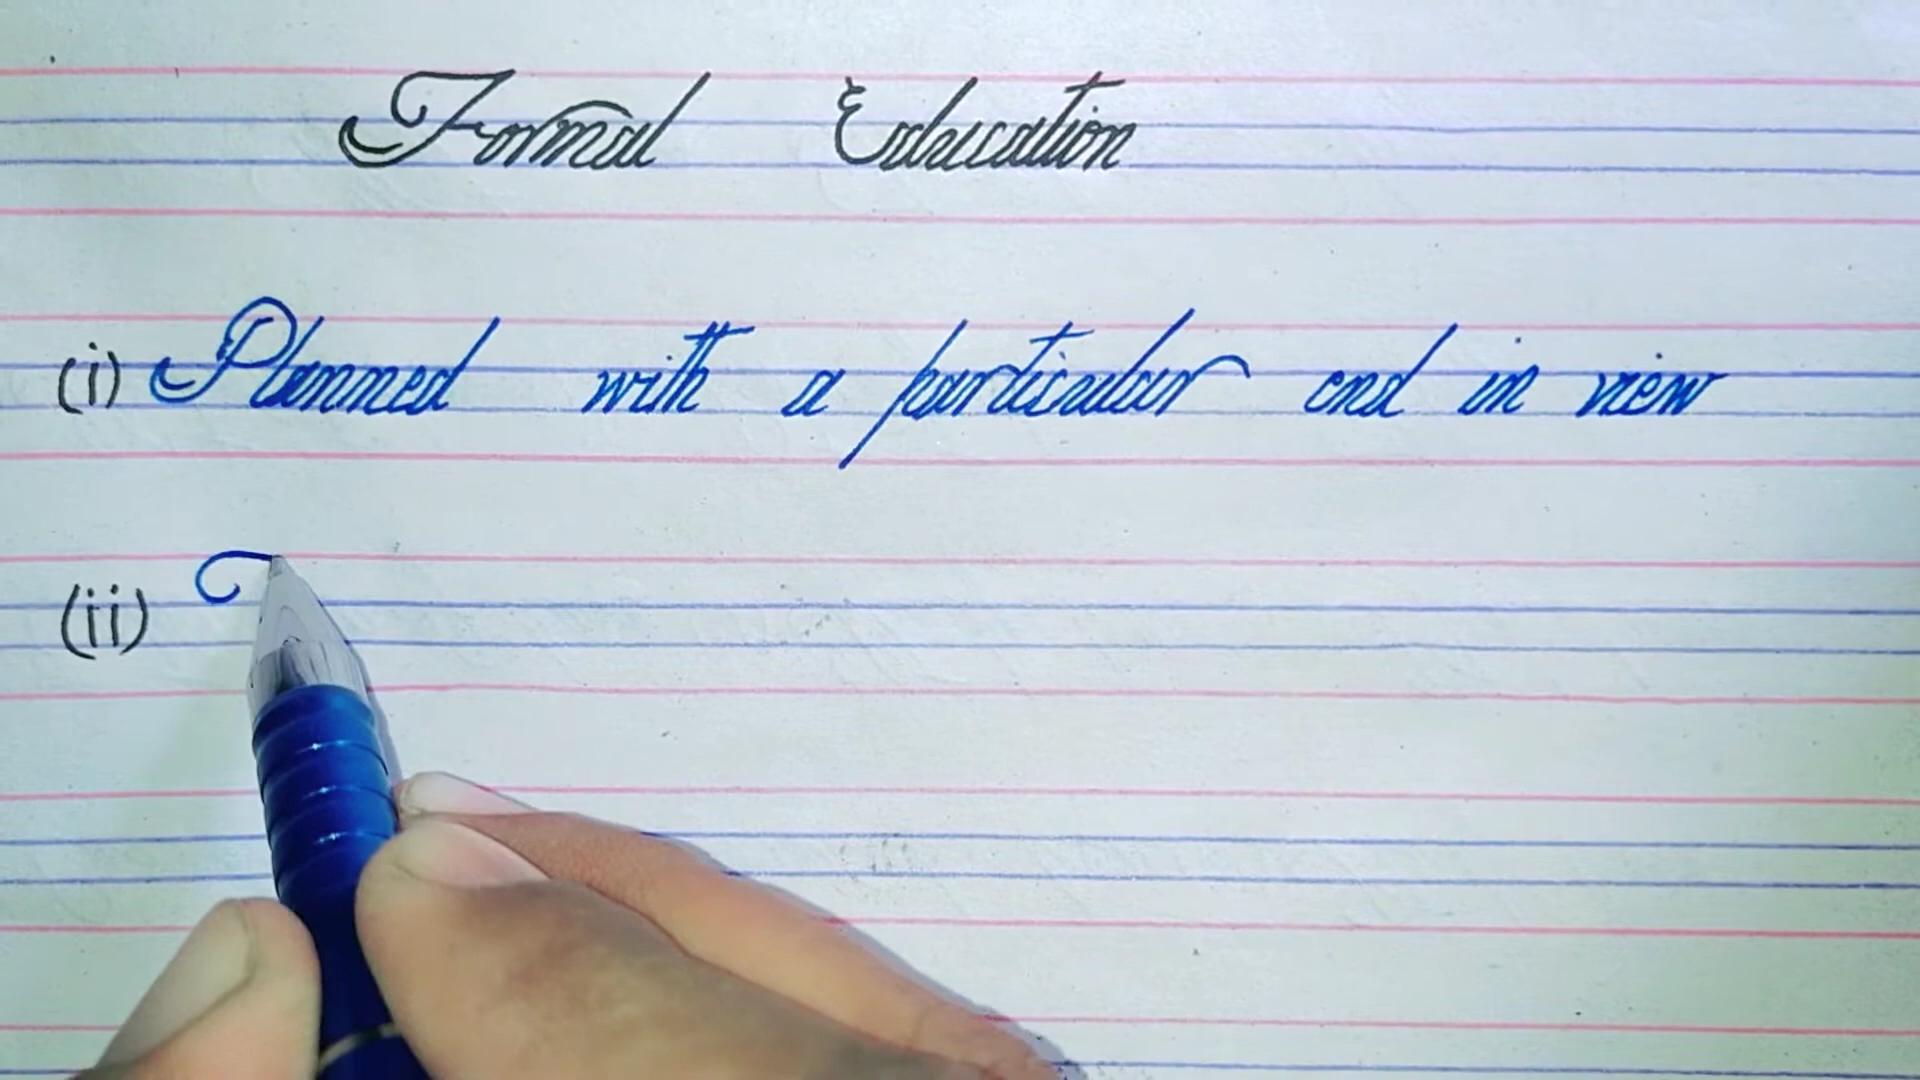 Formal Education
(i) Planned with a particular end in view
(ii)